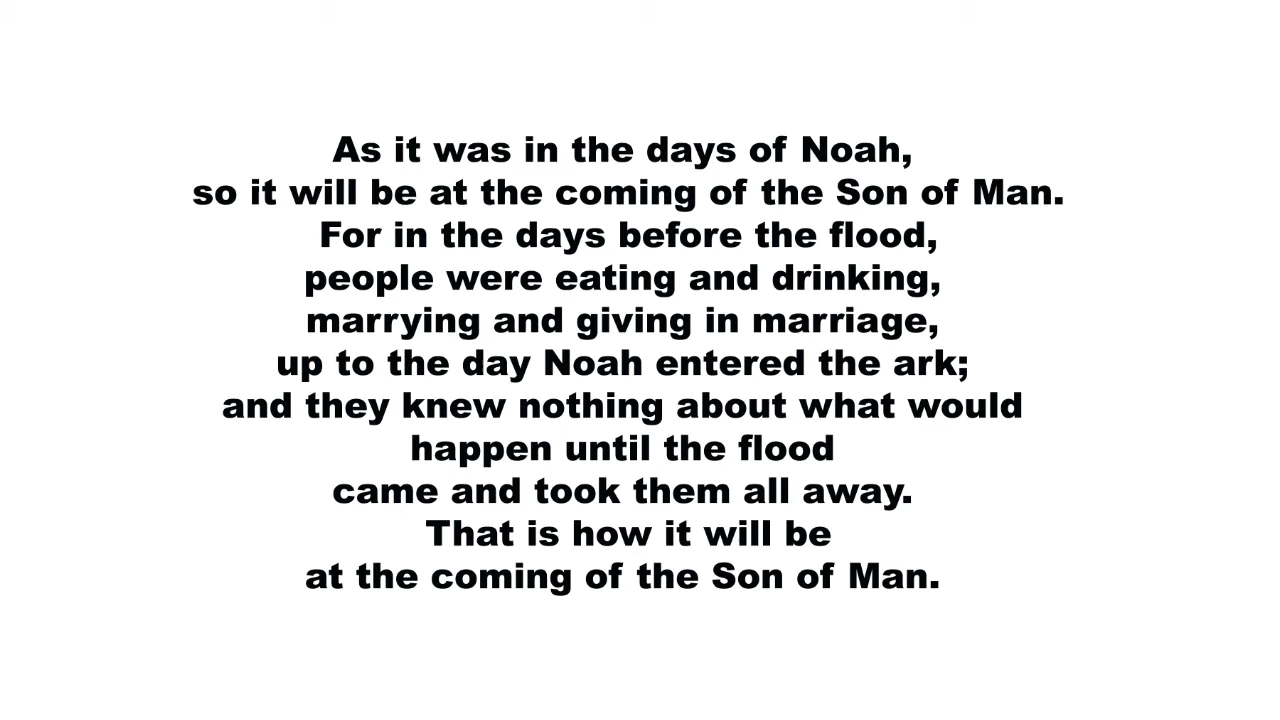 As it was in the days of Noah,
so it will be at the coming of the Son of Man.
For in the days before the flood,
people were eating and drinking,
marrying and giving in marriage,
up to the day Noah entered the ark;
and they knew nothing about what would
happen until the flood
came and took them all away.
That is how it will be
at the coming of the Son of Man.